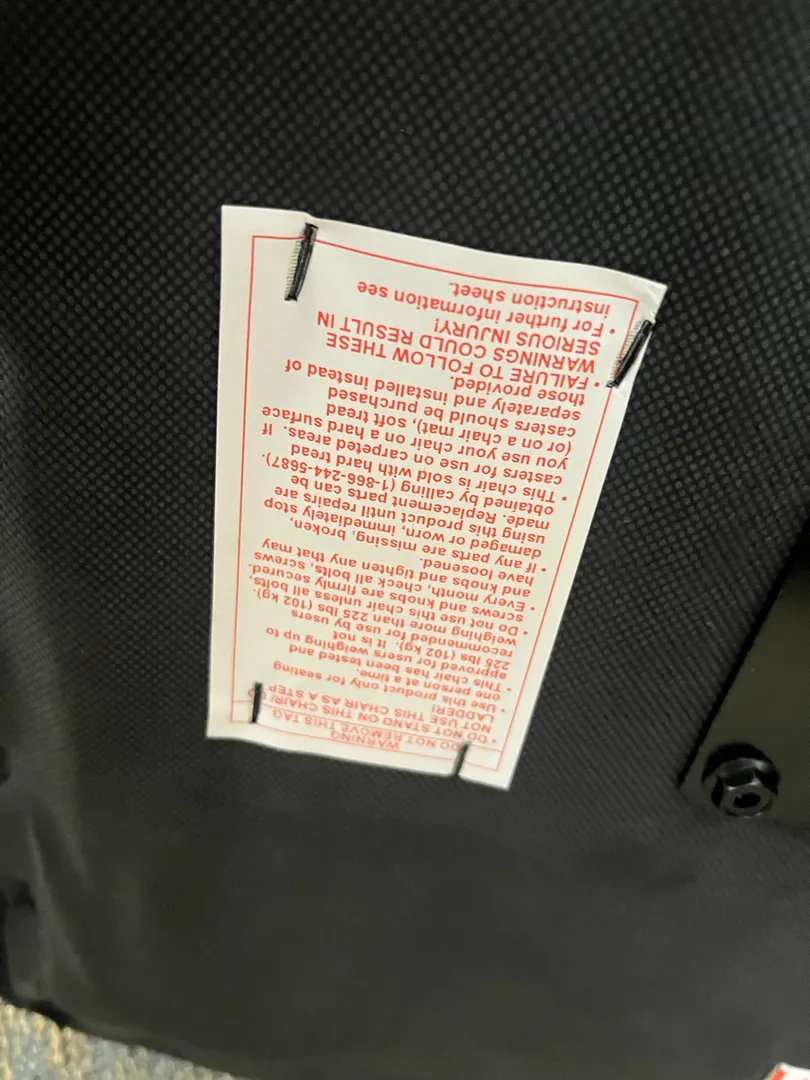 WARNING
DO NOT REMOVE THIS TAG
• DO NOT STAND ON THIS CHAIR! DO
NOT USE THIS CHAIR AS A STEP
LADDER!
• Use this product only for seating
one person at a time.
• This chair has been tested and
approved for users weighing up to
225 lbs (102 kg). It is not
recommended for use by users
weighing more than 225 lbs (102 kg).
• Do not use this chair unless all bolts,
screws and knobs are firmly secured.
• Every month, check all bolts, screws
and knobs and tighten any that may
have loosened.
• If any parts are missing, broken,
damaged or worn, immediately stop
using this product until repairs are
made. Replacement parts can be
obtained by calling (1-866-244-5687).
• This chair is sold with hard tread
casters for use on carpeted areas. If
you use your chair on a hard surface
(or on a chair mat), soft tread
casters should be purchased
separately and installed instead of
those provided.
• FAILURE TO FOLLOW THESE
WARNINGS COULD RESULT IN
SERIOUS INJURY!
• For further information see
instruction sheet.